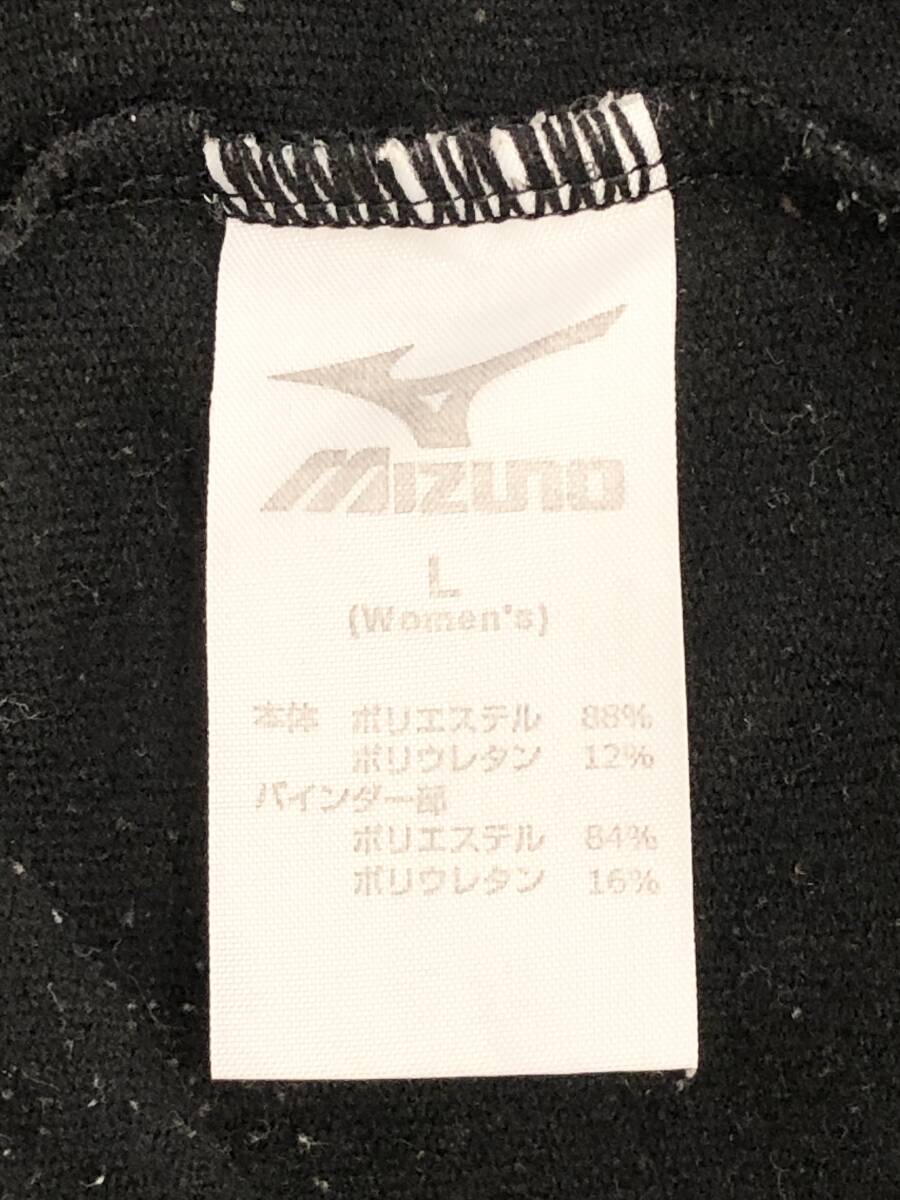 MIZUNO
L
(Women's)
本体 ポリエステル 88%
ポリウレタン 12%
バインダー部
ポリエステル 84%
ポリウレタン 16%